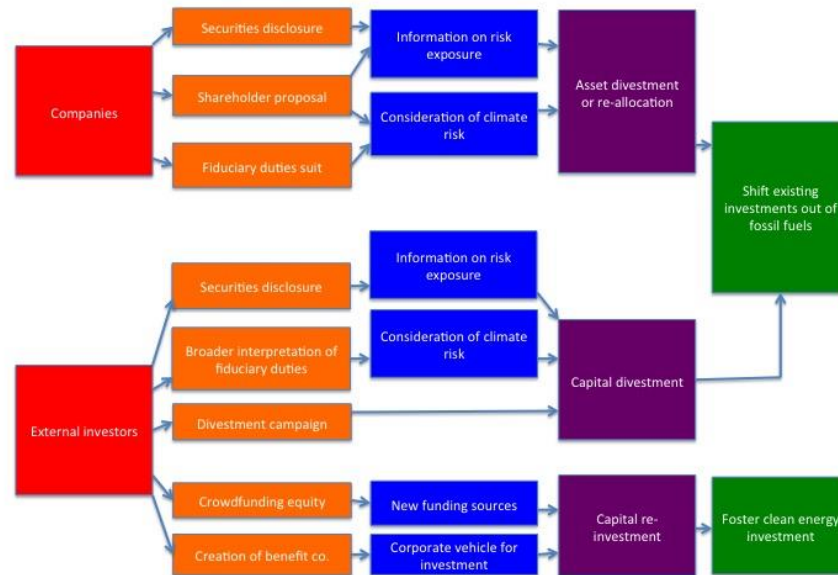 Securities disclosure
Information on risk
exposure
Companies
Shareholder proposal
Asset divestment
or re-allocation
Consideration of climate
risk
Fiduciary duties suit
Shift existing
investments out of
fossil fuels
Securities disclosure
Information on risk
exposure
Broader interpretation of
fiduciary duties
Consideration of climate
risk
Capital divestment
External investors
Divestment campaign
Crowdfunding equity
New funding sources
Capital re-
investment
Foster clean energy
investment
Creation of benefit co.
Corporate vehicle for
investment